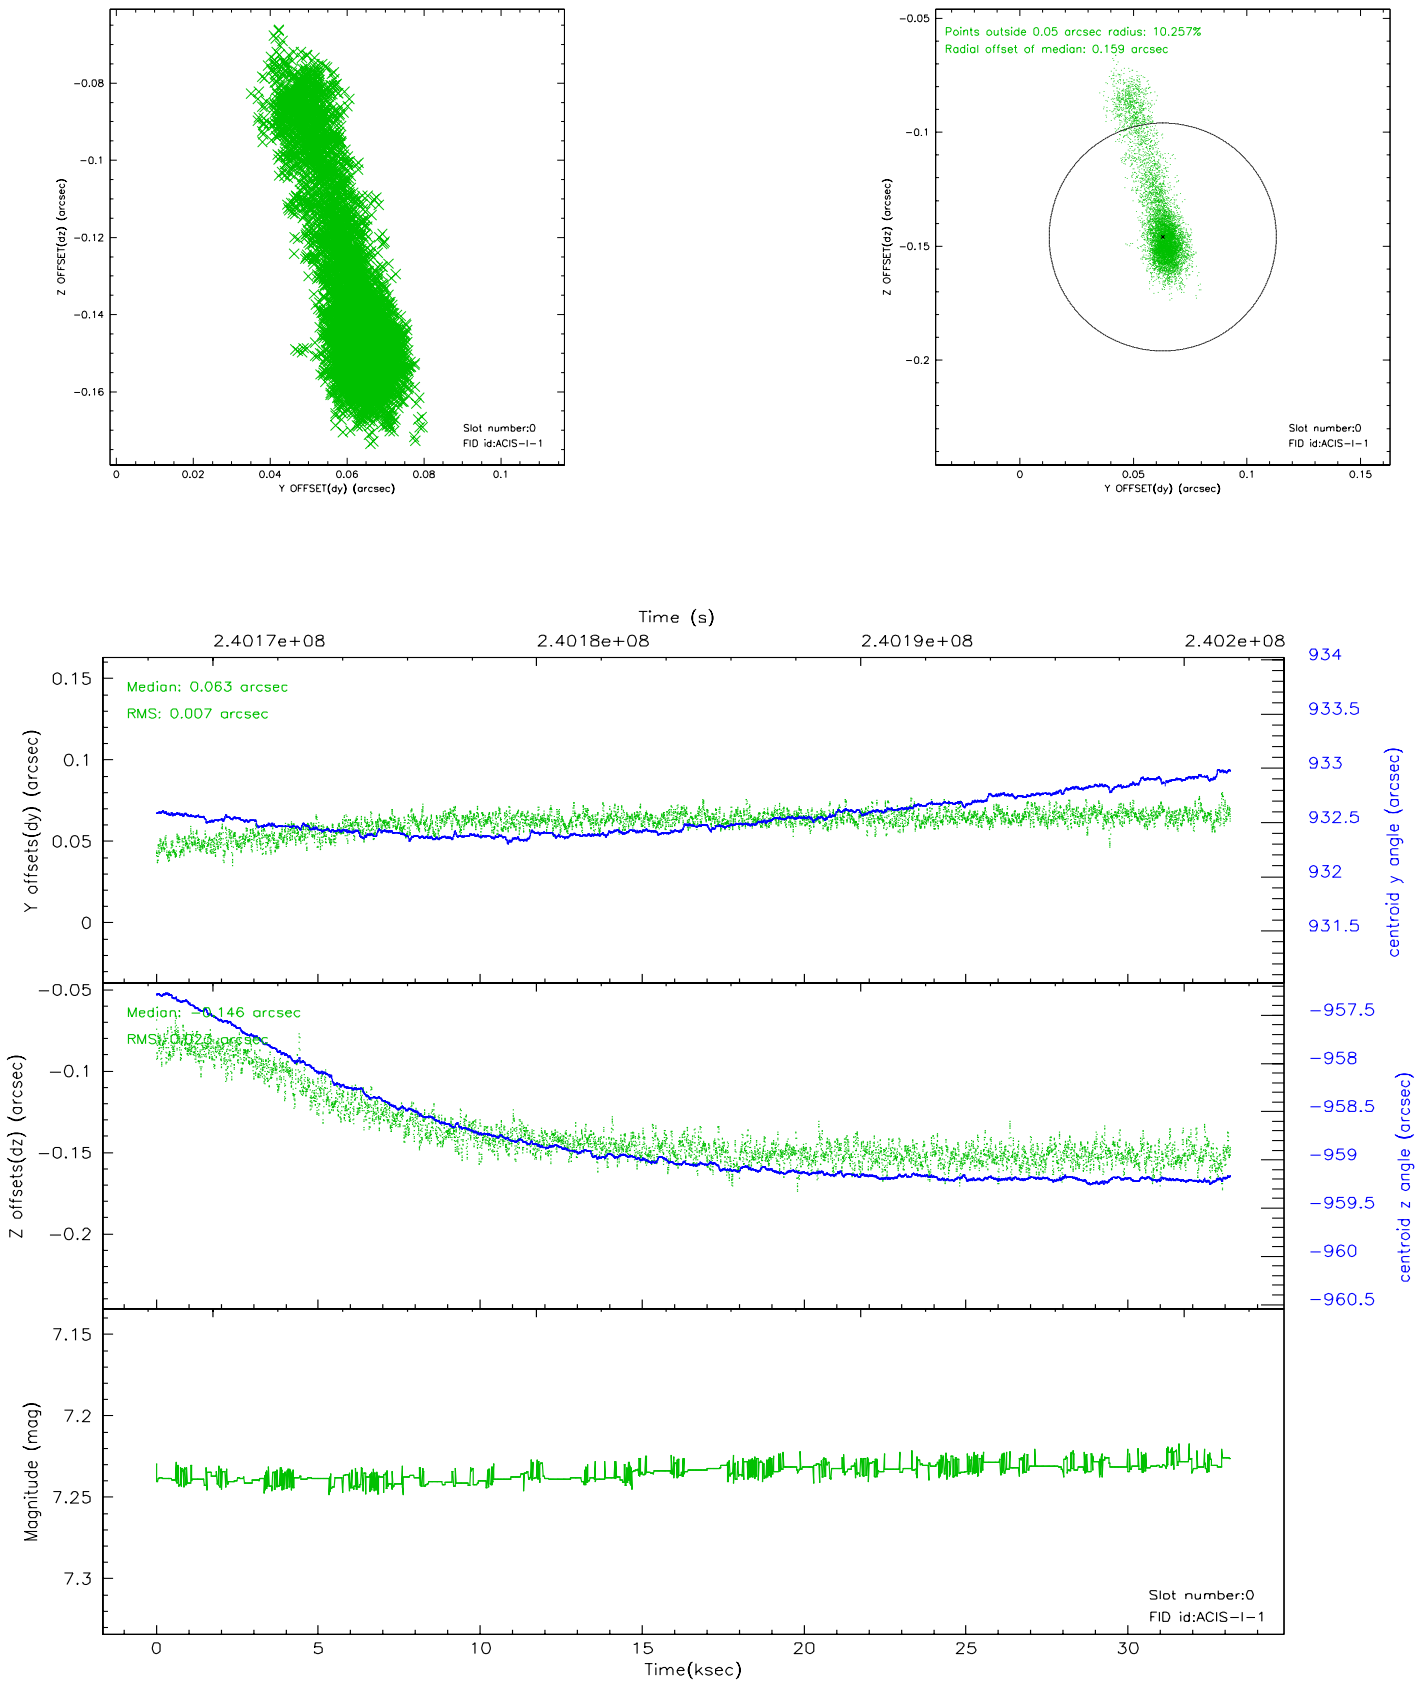 −0.08
−0.1
−0.12
−0.14
−0.16
Z OFFSET(dz) (arcsec)
Slot number:0
FID id:ACIS−I−1
0
0.02
0.04
0.06
0.08
0.1
Y OFFSET(dy) (arcsec)
−0.05
−0.1
−0.15
−0.2
Z OFFSET(dz) (arcsec)
Points outside 0.05 arcsec radius: 10.257%
Radial offset of median: 0.159 arcsec
Slot number:0
FID id:ACIS−I−1
0
0.05
0.1
0.15
Y OFFSET(dy) (arcsec)
Time (s)
2.4017e+08
2.4018e+08
2.4019e+08
2.402e+08
0.15
0.1
0.05
0
Y offsets(dy) (arcsec)
Median: 0.063 arcsec
RMS: 0.007 arcsec
934
933.5
933
932.5
932
931.5
centroid y angle (arcsec)
−0.05
−0.1
−0.15
−0.2
Z offsets(dz) (arcsec)
Median: −0.146 arcsec
RMS: 0.023 arcsec
−957.5
−958
−958.5
−959
−959.5
−960
−960.5
centroid z angle (arcsec)
7.15
7.2
7.25
7.3
Magnitude (mag)
Slot number:0
FID id:ACIS−I−1
0
5
10
15
20
25
30
Time(ksec)